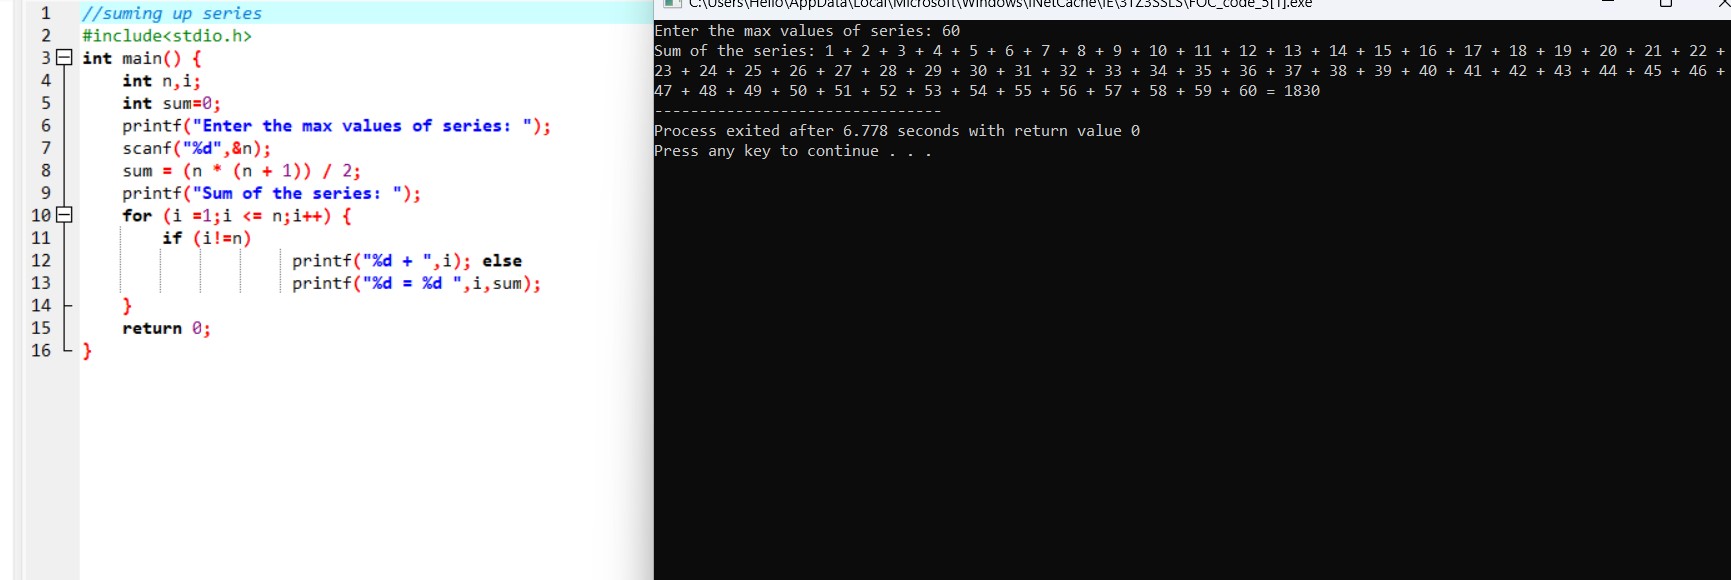 1 //suming up series
2 #include<stdio.h>
3 int main() {
4 int n,i;
5 int sum=0;
6 printf("Enter the max values of series: ");
7 scanf("%d",&n);
8 sum = (n * (n + 1)) / 2;
9 printf("Sum of the series: ");
10 for (i =1;i <= n;i++) {
11 if (i!=n)
12 printf("%d + ",i); else
13 printf("%d = %d ",i,sum);
14 }
15 return 0;
16 }
C:\Users\Hello\AppData\Local\Microsoft\Windows\INetCache\IE\3TZ3SSLS\FOC_code_5[1].exe
Enter the max values of series: 60
Sum of the series: 1 + 2 + 3 + 4 + 5 + 6 + 7 + 8 + 9 + 10 + 11 + 12 + 13 + 14 + 15 + 16 + 17 + 18 + 19 + 20 + 21 + 22 +
23 + 24 + 25 + 26 + 27 + 28 + 29 + 30 + 31 + 32 + 33 + 34 + 35 + 36 + 37 + 38 + 39 + 40 + 41 + 42 + 43 + 44 + 45 + 46 +
47 + 48 + 49 + 50 + 51 + 52 + 53 + 54 + 55 + 56 + 57 + 58 + 59 + 60 = 1830
--------------------------------
Process exited after 6.778 seconds with return value 0
Press any key to continue . . .